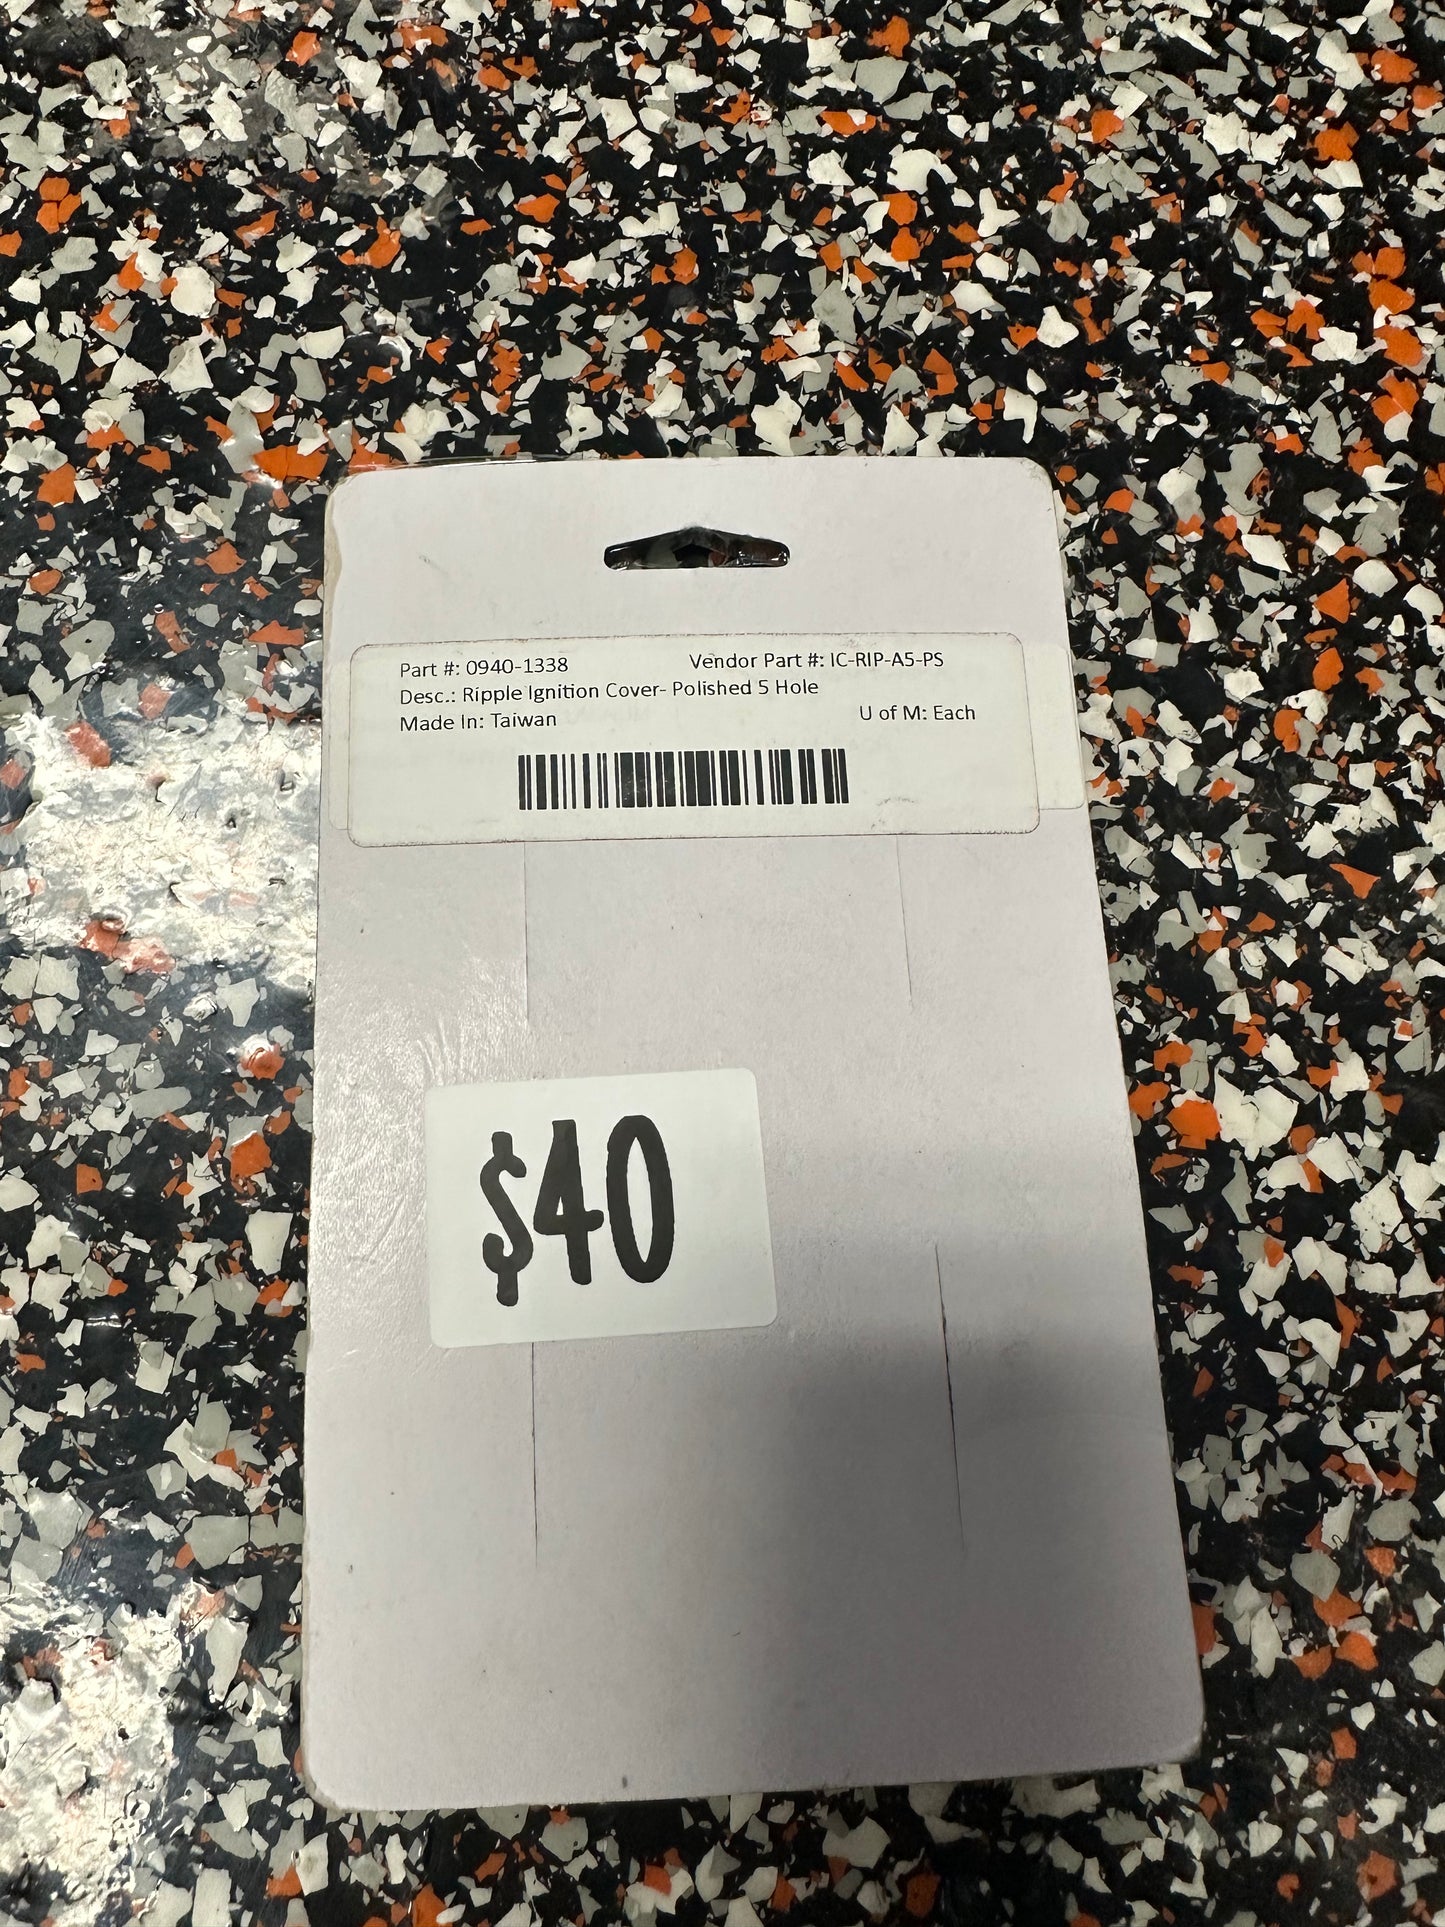 Part #: 0940-1338 Vendor Part #: IC-RIP-A5-PS
Desc.: Ripple Ignition Cover- Polished 5 Hole
Made In: Taiwan U of M: Each
$40